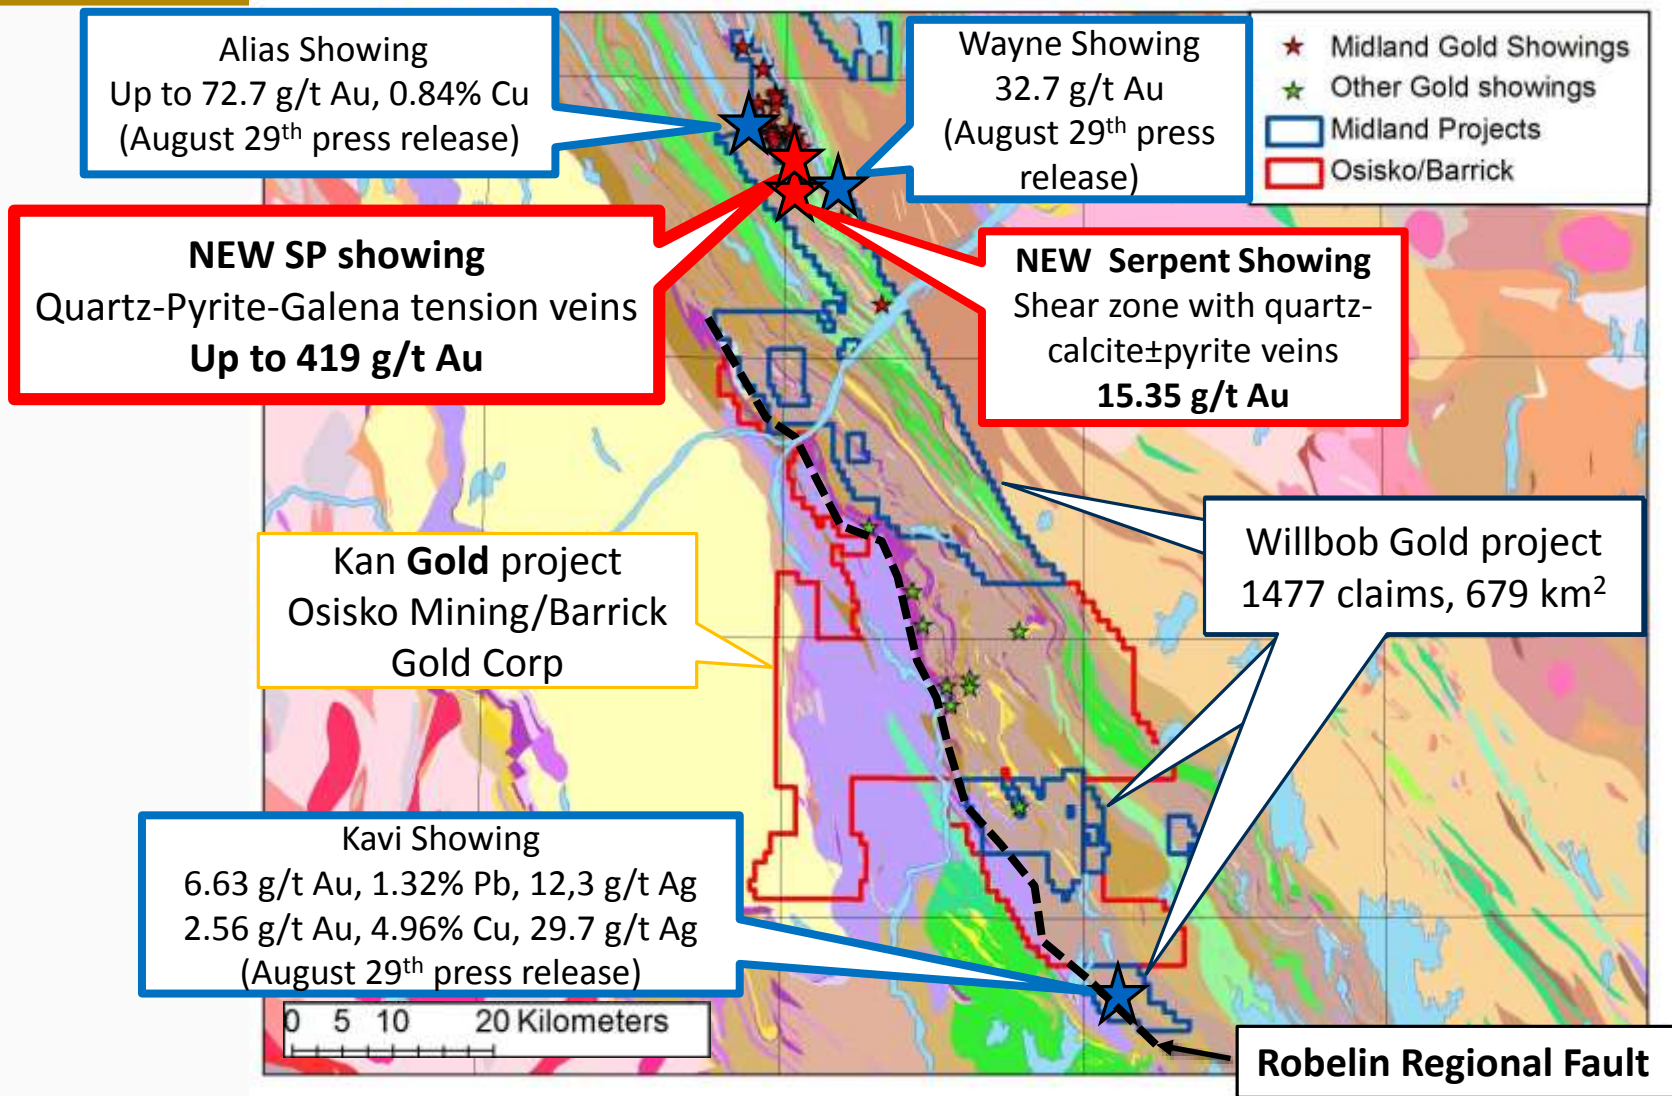 Alias Showing
Up to 72.7 g/t Au, 0.84% Cu
(August 29th press release)
Wayne Showing
32.7 g/t Au
(August 29th press
release)
Midland Gold Showings
Other Gold showings
Midland Projects
Osisko/Barrick
NEW SP showing
Quartz-Pyrite-Galena tension veins
Up to 419 g/t Au
NEW Serpent Showing
Shear zone with quartz-
calcite±pyrite veins
15.35 g/t Au
Kan Gold project
Osisko Mining/Barrick
Gold Corp
Willbob Gold project
1477 claims, 679 km²
Kavi Showing
6.63 g/t Au, 1.32% Pb, 12,3 g/t Ag
2.56 g/t Au, 4.96% Cu, 29.7 g/t Ag
(August 29th press release)
0 5 10 20 Kilometers
Robelin Regional Fault